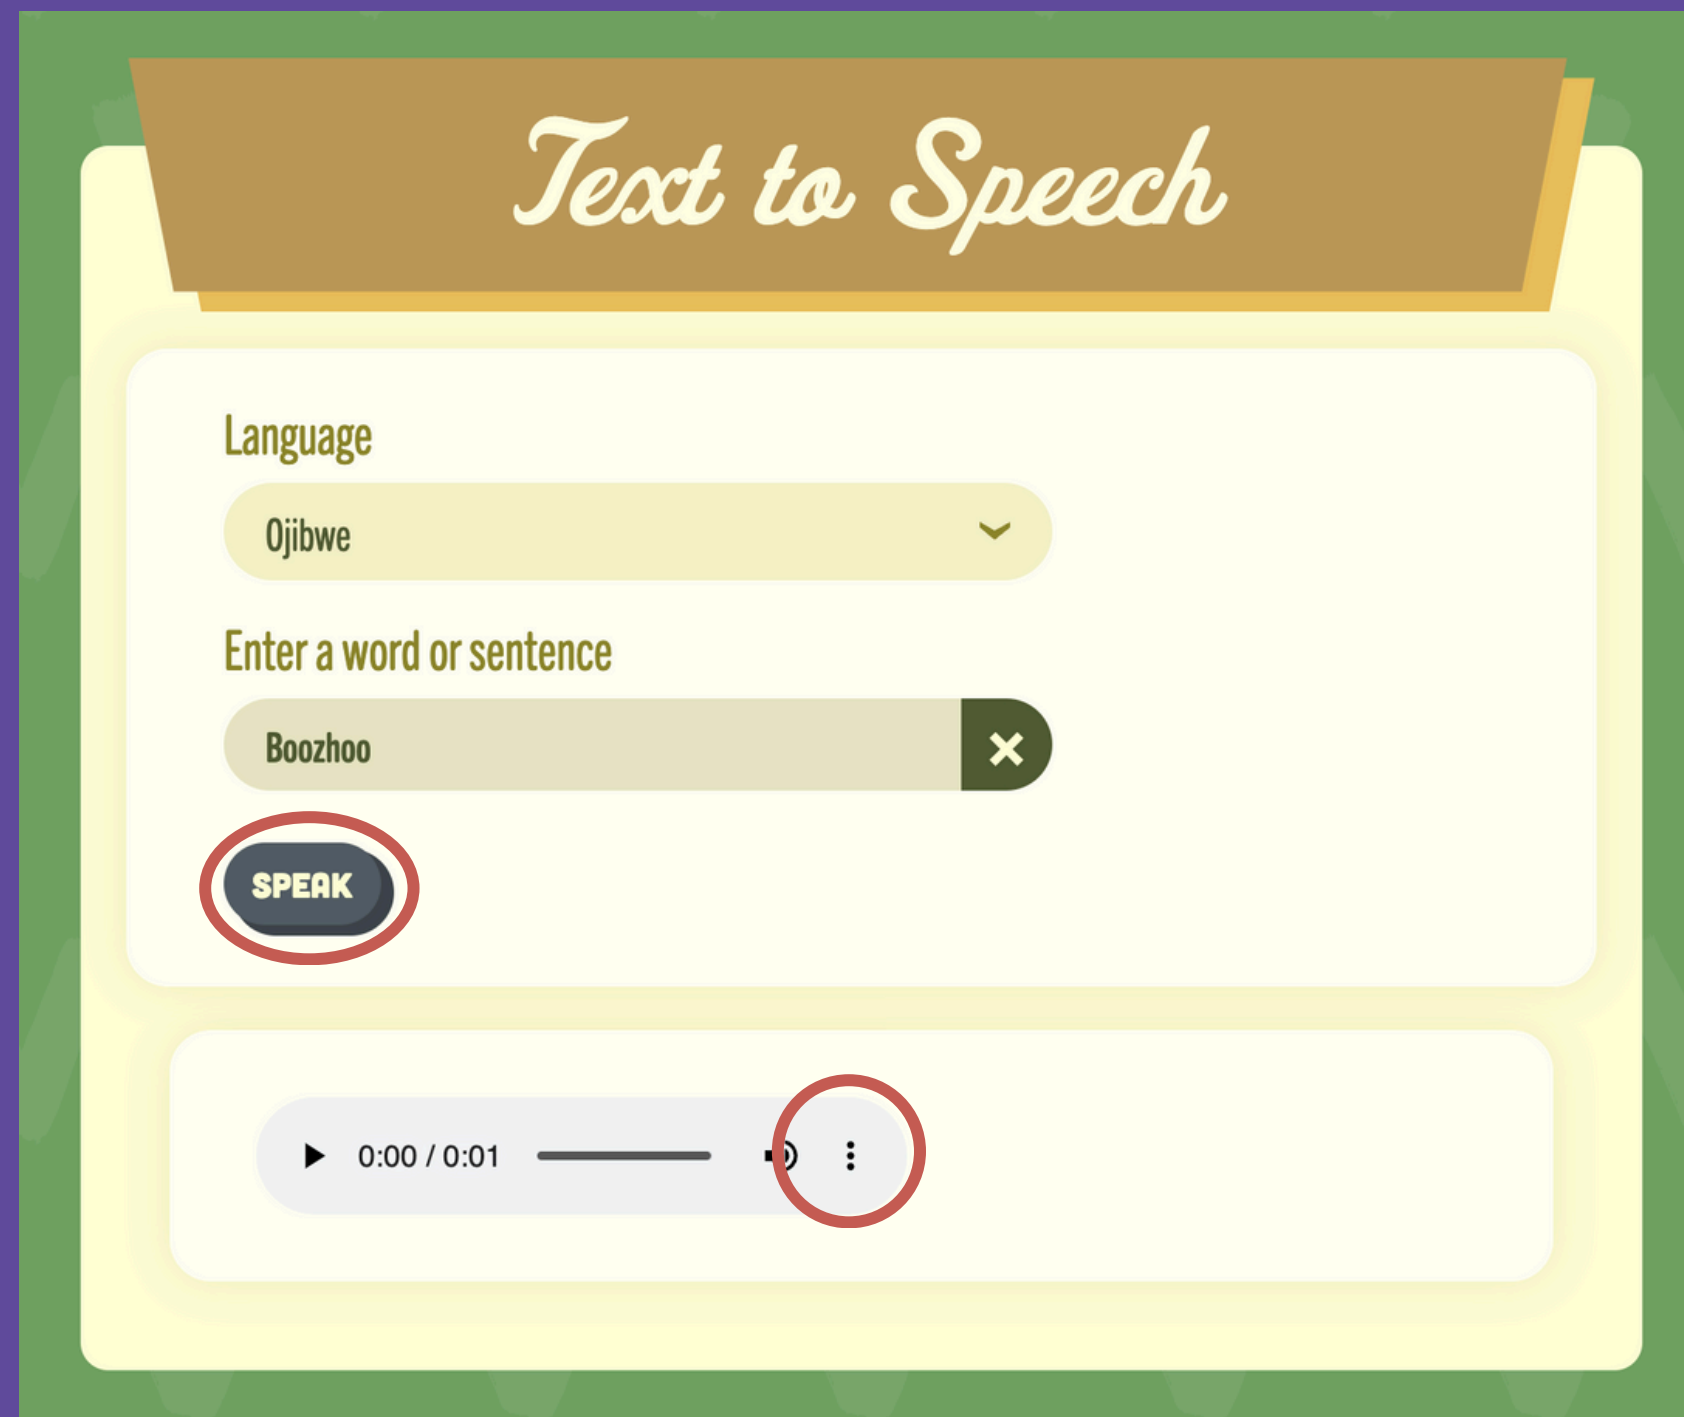 Text to Speech
Language
Ojibwe
Enter a word or sentence
Boozhoo
SPEAK
0:00 / 0:01